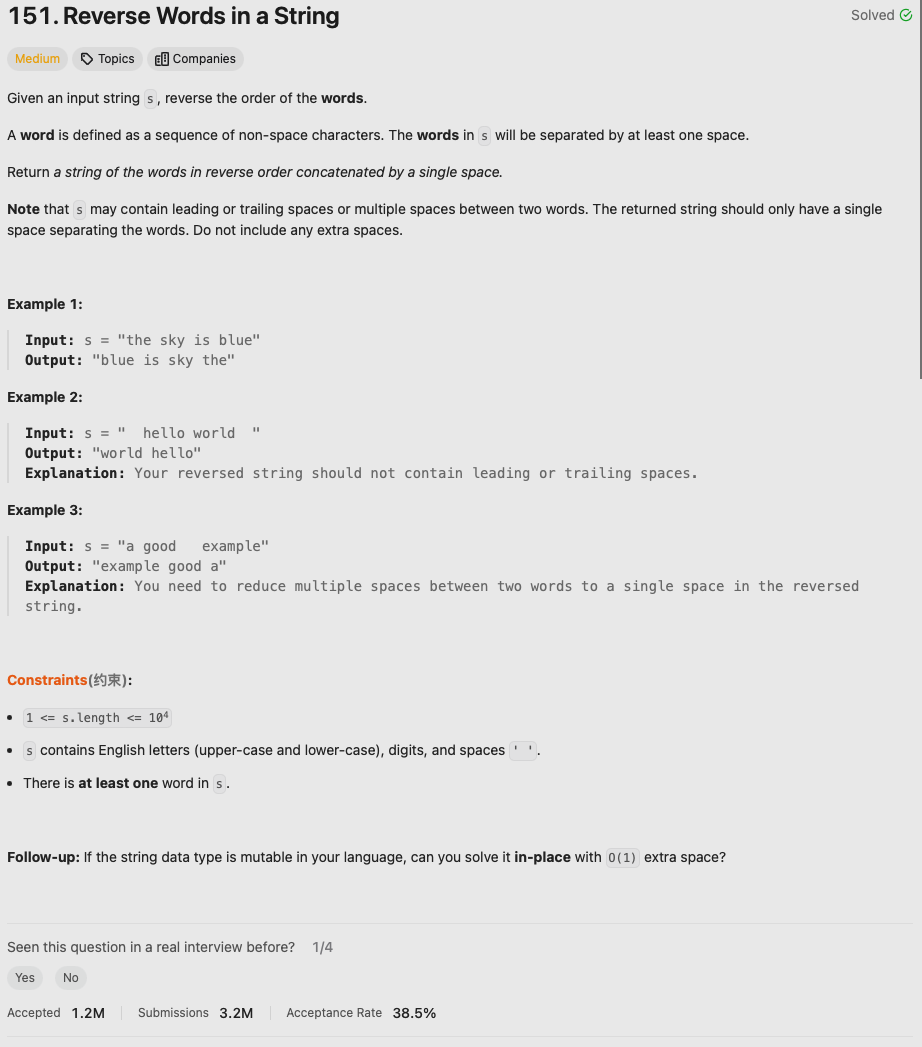 151. Reverse Words in a String
Solved
Medium
Topics
Companies
Given an input string s, reverse the order of the words.
A word is defined as a sequence of non-space characters. The words in s will be separated by at least one space.
Return a string of the words in reverse order concatenated by a single space.
Note that s may contain leading or trailing spaces or multiple spaces between two words. The returned string should only have a single
space separating the words. Do not include any extra spaces.
Example 1:
Input: s = "the sky is blue"
Output: "blue is sky the"
Example 2:
Input: s = "  hello world  "
Output: "world hello"
Explanation: Your reversed string should not contain leading or trailing spaces.
Example 3:
Input: s = "a good   example"
Output: "example good a"
Explanation: You need to reduce multiple spaces between two words to a single space in the reversed
string.
Constraints(约束):
• 1 <= s.length <= 10⁴
• s contains English letters (upper-case and lower-case), digits, and spaces ' '.
• There is at least one word in s.
Follow-up: If the string data type is mutable in your language, can you solve it in-place with O(1) extra space?
Seen this question in a real interview before? 1/4
Yes No
Accepted 1.2M Submissions 3.2M Acceptance Rate 38.5%